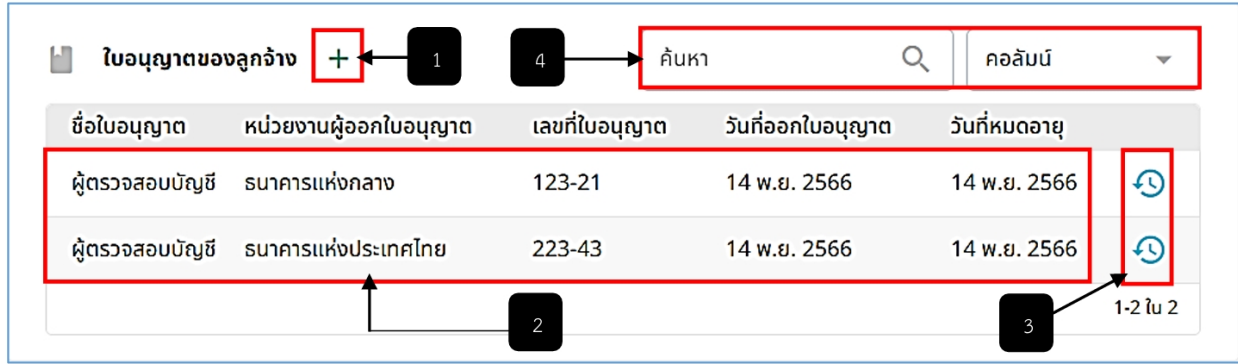 ใบอนุญาตของลูกจ้าง + 1 4 ค้นหา คอลัมน์
ชื่อใบอนุญาต หน่วยงานผู้ออกใบอนุญาต เลขที่ใบอนุญาต วันที่ออกใบอนุญาต วันที่หมดอายุ
ผู้ตรวจสอบบัญชี ธนาคารแห่งกลาง 123-21 14 พ.ย. 2566 14 พ.ย. 2566
ผู้ตรวจสอบบัญชี ธนาคารแห่งประเทศไทย 223-43 14 พ.ย. 2566 14 พ.ย. 2566
1-2 ใน 2
2 3